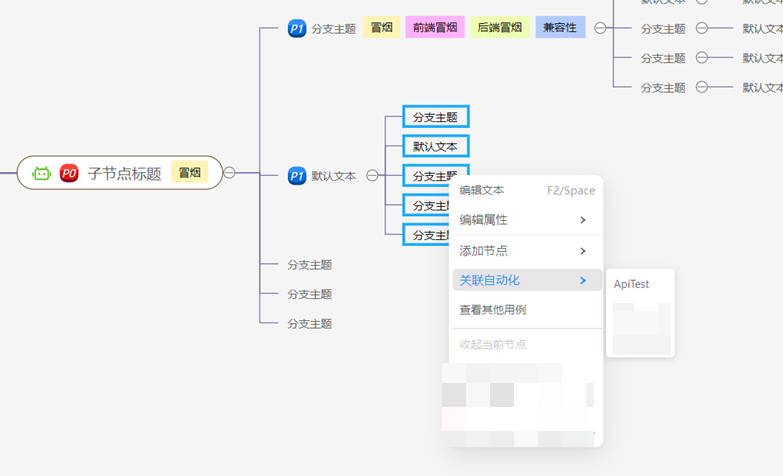 默认文本
分支主题 冒烟 前端冒烟 后端冒烟 兼容性
分支主题 默认文本
分支主题 默认文本
分支主题 默认文本
P1
P0 子节点标题 冒烟
P1 默认文本
分支主题
默认文本
分支主题
分支主题
分支主题
分支主题
分支主题
分支主题
编辑文本 F2/Space
编辑属性
添加节点
关联自动化
查看其他用例
收起当前节点
ApiTest